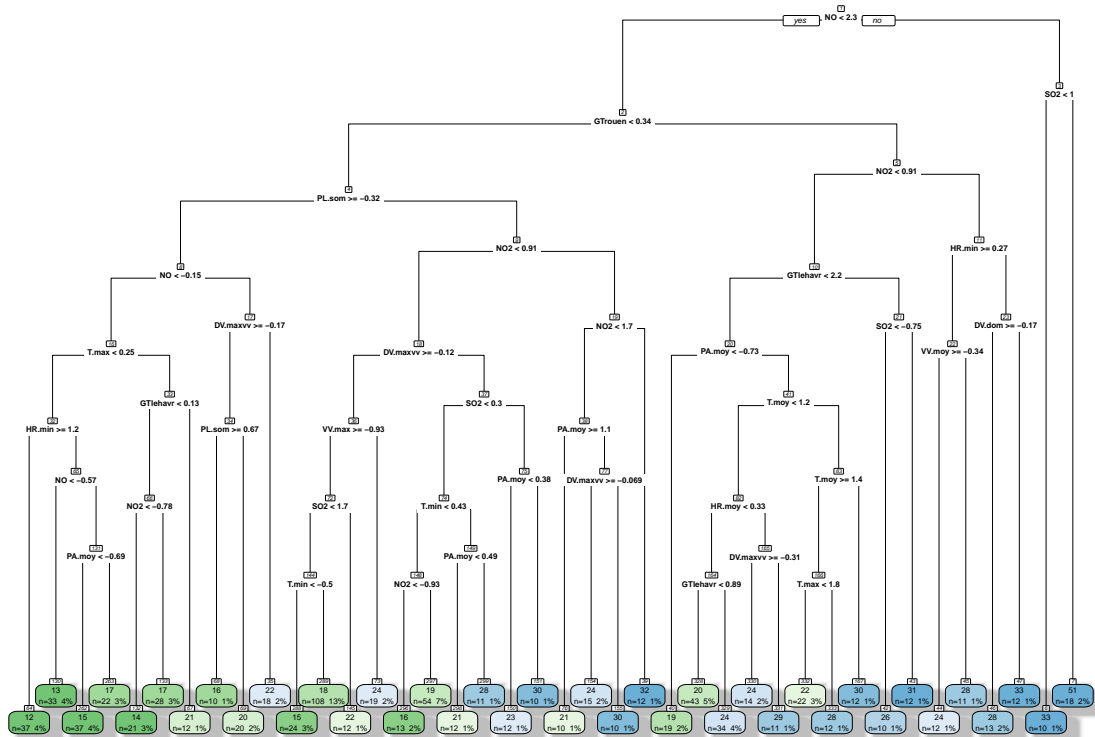 yes
NO < 2.3
no
SO2 < 1
GTrouen < 0.34
NO2 < 0.91
PL.som >= −0.32
NO2 < 0.91
HR.min >= 0.27
NO < −0.15
GTlehavr < 2.2
DV.maxvv >= −0.17
NO2 < 1.7
SO2 < −0.75
DV.dom >= −0.17
T.max < 0.25
DV.maxvv >= −0.12
PA.moy < −0.73
VV.moy >= −0.34
GTlehavr < 0.13
SO2 < 0.3
T.moy < 1.2
HR.min >= 1.2
PL.som >= 0.67
VV.max >= −0.93
PA.moy >= 1.1
NO < −0.57
PA.moy < 0.38
DV.maxvv >= −0.069
T.moy >= 1.4
NO2 < −0.78
SO2 < 1.7
T.min < 0.43
HR.moy < 0.33
PA.moy < −0.69
PA.moy < 0.49
DV.maxvv >= −0.31
T.min < −0.5
NO2 < −0.93
GTlehavr < 0.89
T.max < 1.8
13
n=33 4%
17
n=22 3%
17
n=28 3%
16
n=10 1%
22
n=18 2%
18
n=108 13%
24
n=19 2%
19
n=54 7%
28
n=11 1%
30
n=10 1%
24
n=15 2%
32
n=12 1%
20
n=43 5%
24
n=14 2%
22
n=22 3%
30
n=12 1%
31
n=12 1%
28
n=11 1%
33
n=12 1%
51
n=18 2%
12
n=37 4%
15
n=37 4%
14
n=21 3%
21
n=12 1%
20
n=20 2%
15
n=24 3%
22
n=12 1%
16
n=13 2%
21
n=12 1%
23
n=12 1%
21
n=10 1%
30
n=10 1%
19
n=19 2%
24
n=34 4%
29
n=11 1%
28
n=12 1%
26
n=10 1%
24
n=12 1%
28
n=13 2%
33
n=10 1%